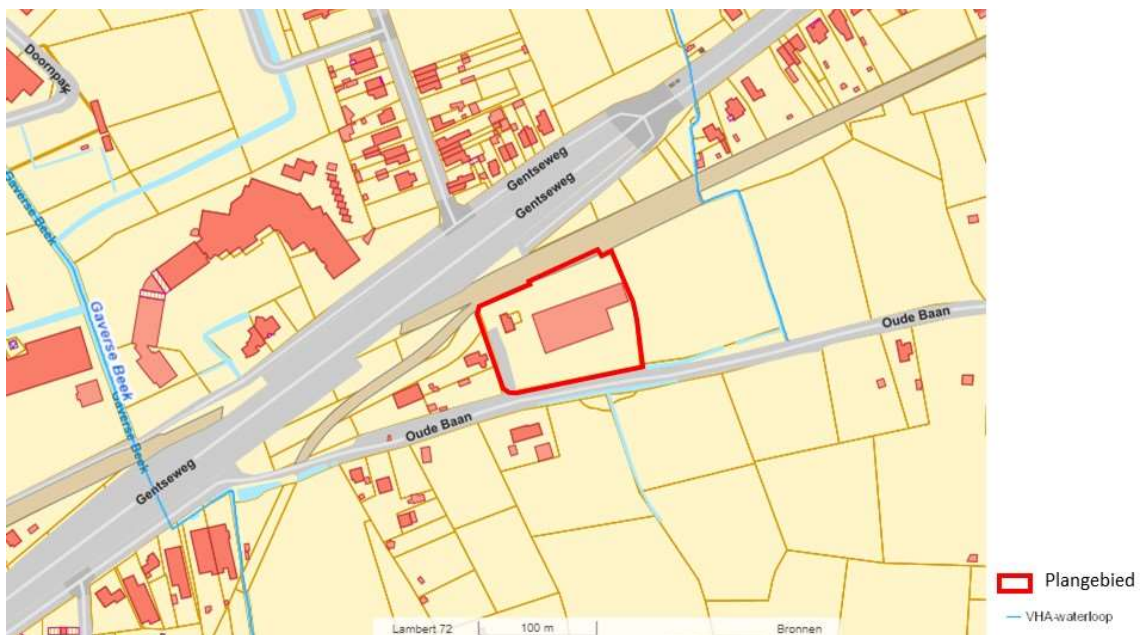 Doornpark
Gentseweg
Gentseweg
Gaverse Beek
Gaverse Beek
Gaverse Beek
Oude Baan
Oude Baan
Gentseweg
Plangebied
VHA-waterloop
Lambert 72 100 m Bronnen